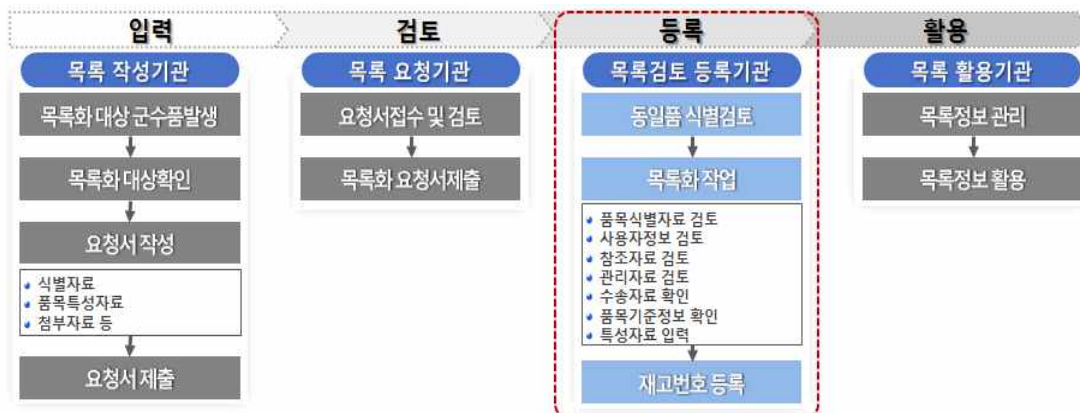 입력
검토
등록
활용
목록 작성기관
목록화 대상 군수품발생
목록화 대상확인
요청서 작성
식별자료
품목특성자료
첨부자료 등
요청서 제출
목록 요청기관
요청서접수 및 검토
목록화 요청서제출
목록검토 등록기관
동일품 식별검토
목록화 작업
품목식별자료 검토
사용자정보 검토
참조자료 검토
관리자료 검토
수송자료 확인
품목기준정보 확인
특성자료 입력
재고번호 등록
목록 활용기관
목록정보 관리
목록정보 활용